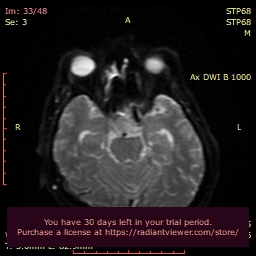 Im: 33/48
Se: 3
STP68
STP68
M
A
Ax DWI B 1000
R
L
You have 30 days left in your trial period.
Purchase a license at https://radiantviewer.com/store/